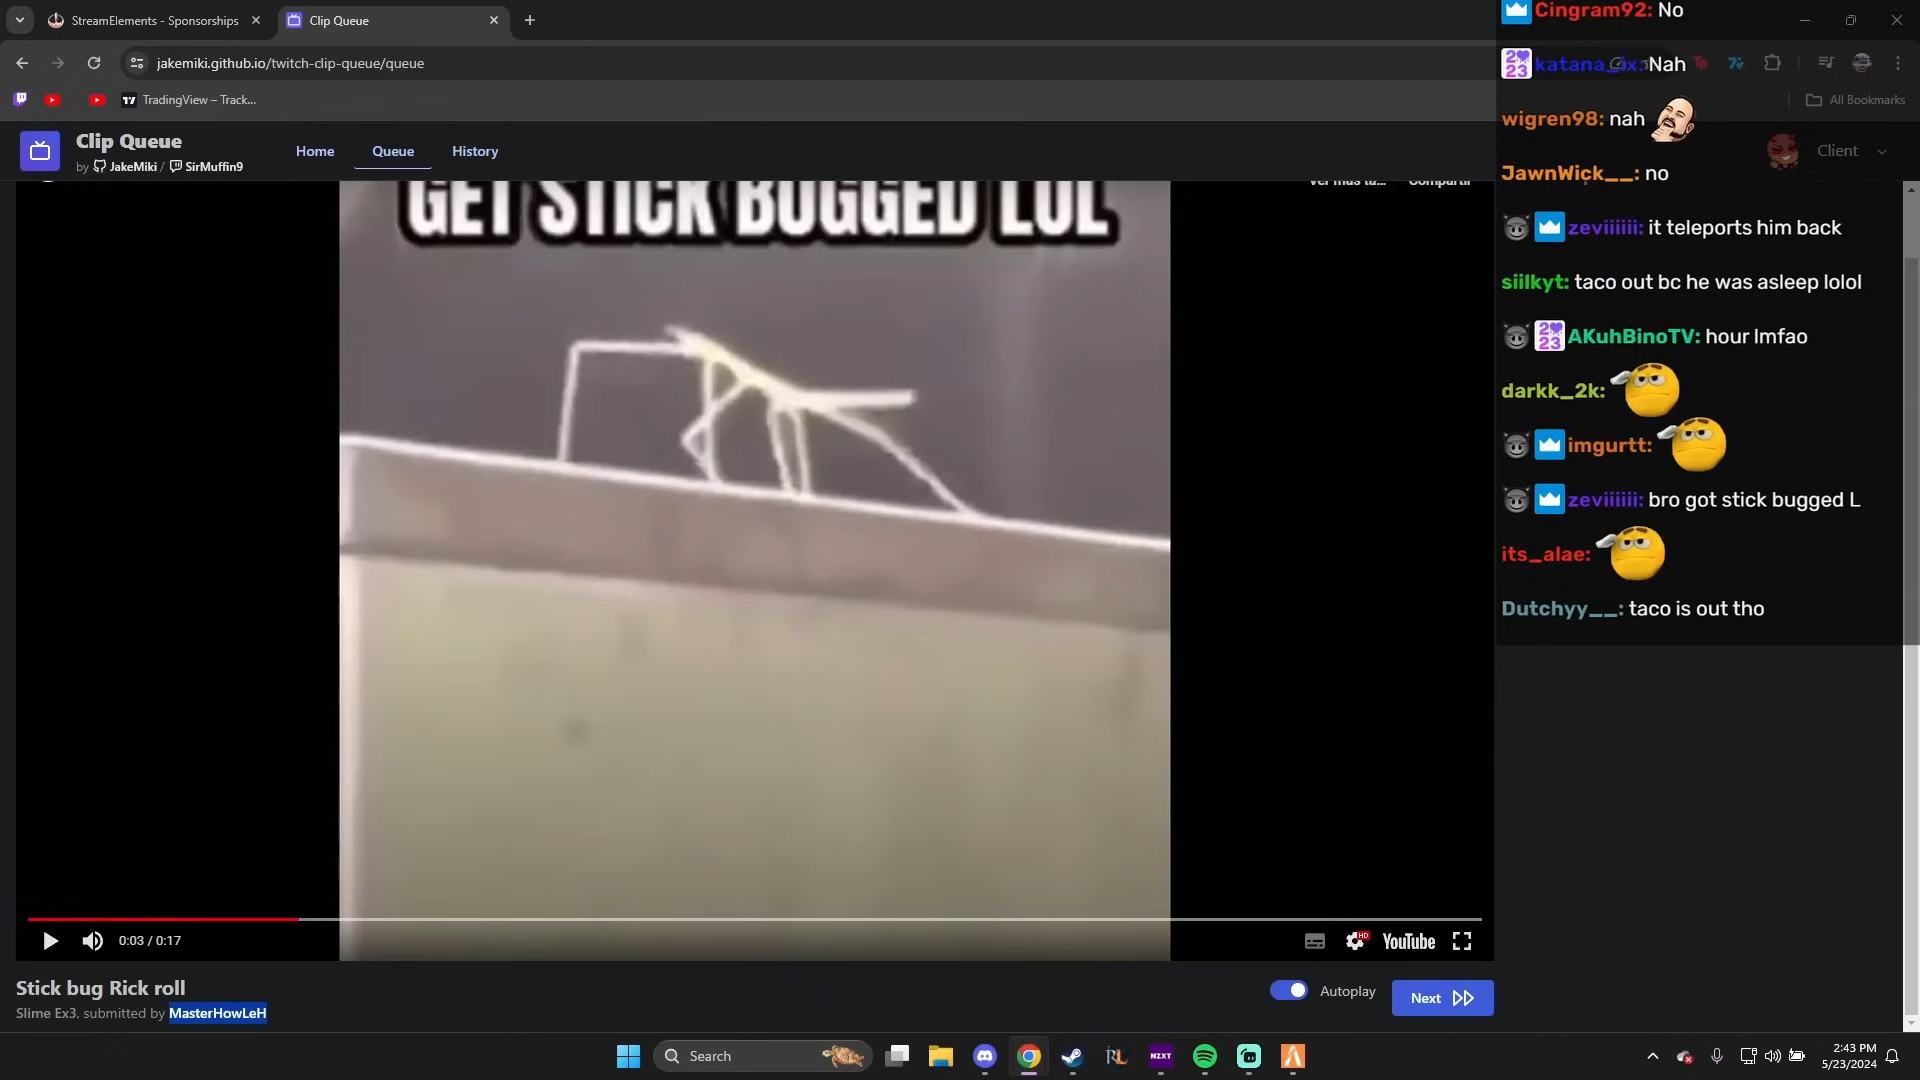 StreamElements - Sponsorships
Clip Queue
jakemiki.github.io/twitch-clip-queue/queue
TradingView – Track...
All Bookmarks
Clip Queue
by JakeMiki / SirMuffin9
Home
Queue
History
Client
GET STICK BUGGED LOL
Cingram92: No
katana_ix: Nah
wigren98: nah
JawnWick__: no
zeviiiiii: it teleports him back
siilkyt: taco out bc he was asleep lolol
AKuhBinoTV: hour lmfao
darkk_2k:
imgurtt:
zeviiiiii: bro got stick bugged L
its_alae:
Dutchyy__: taco is out tho
0:03 / 0:17
HD
YouTube
Stick bug Rick roll
Slime Ex3, submitted by MasterHowLeH
Autoplay
Next
Search
RL
NZXT
2:43 PM
5/23/2024